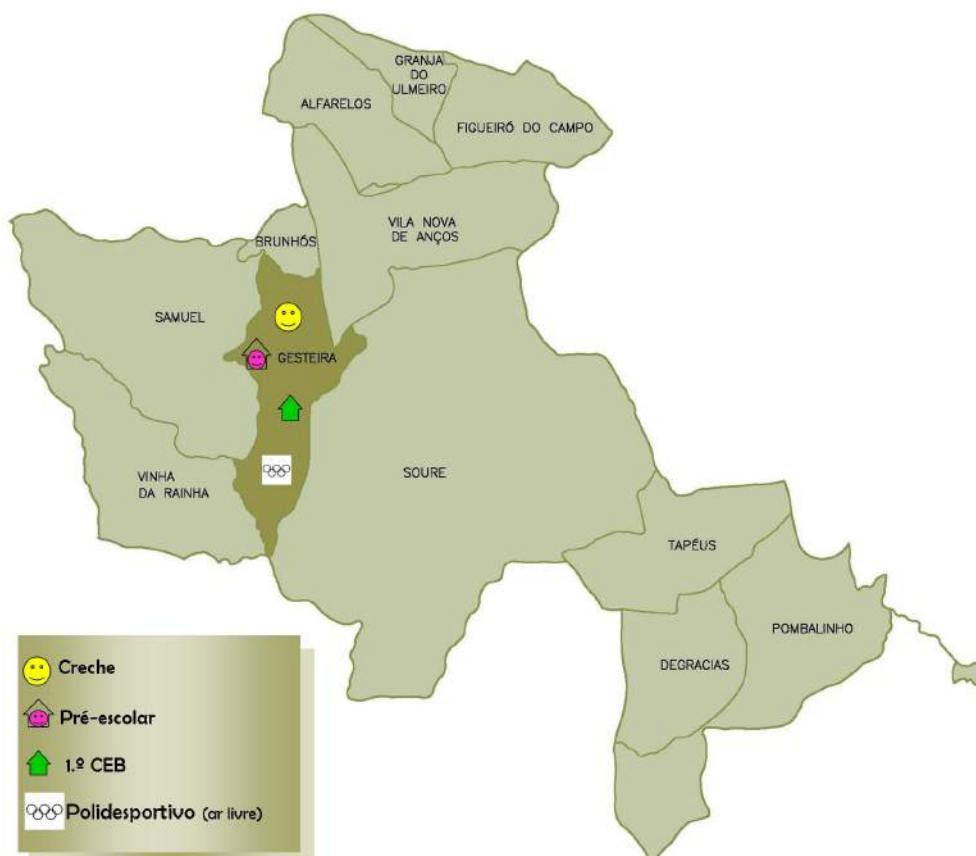 GRANJA
DO
ULMEIRO
ALFARELOS
FIGUEIRÓ DO CAMPO
VILA NOVA
DE ANÇOS
BRUNHÓS
SAMUEL
GESTEIRA
VINHA
DA RAINHA
SOURE
TAPÉUS
POMBALINHO
DEGRACIAS
Creche
Pré-escolar
1.º CEB
Polidesportivo (ar livre)